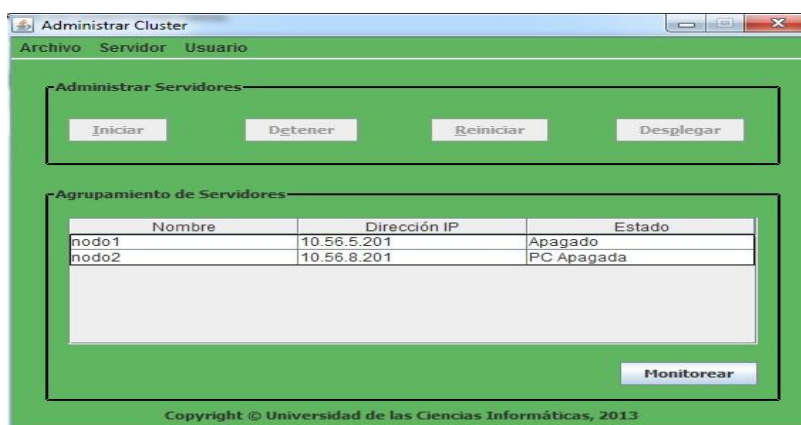 Administrar Cluster
Archivo Servidor Usuario
Administrar Servidores
Iniciar Detener Reiniciar Desplegar
Agrupamiento de Servidores
Nombre Dirección IP Estado
nodo1 10.56.5.201 Apagado
nodo2 10.56.8.201 PC Apagada
Monitorear
Copyright © Universidad de las Ciencias Informáticas, 2013